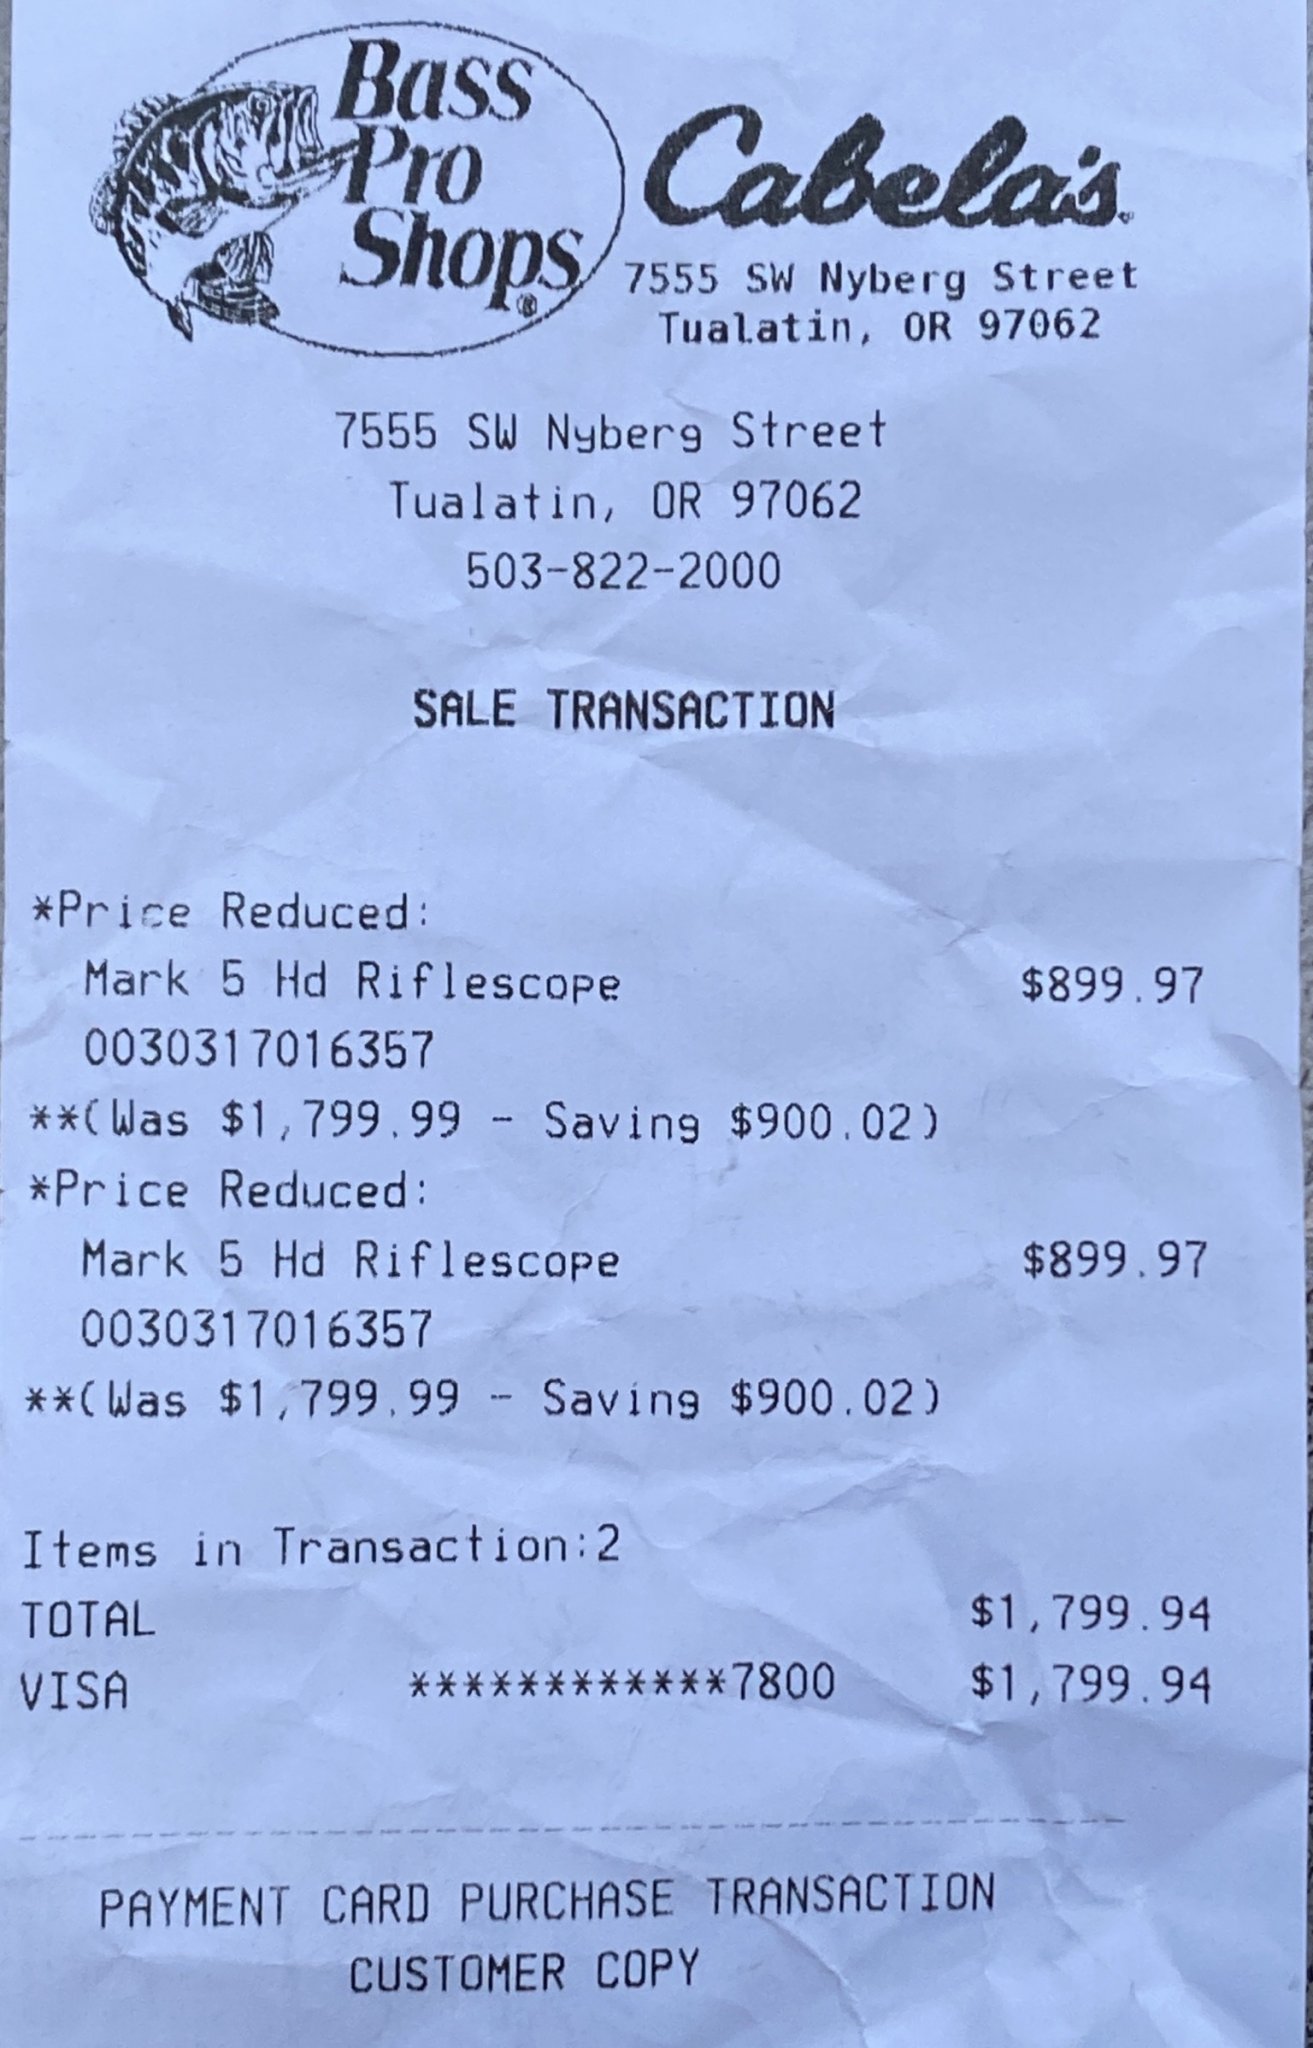 Bass
Pro
Shops®
Cabela's
7555 SW Nyberg Street
Tualatin, OR 97062
7555 SW Nyberg Street
Tualatin, OR 97062
503-822-2000
SALE TRANSACTION
*Price Reduced:
Mark 5 Hd Riflescope $899.97
0030317016357
**(Was $1,799.99 - Saving $900.02)
*Price Reduced:
Mark 5 Hd Riflescope $899.97
0030317016357
**(Was $1,799.99 - Saving $900.02)
Items in Transaction:2
TOTAL $1,799.94
VISA ************7800 $1,799.94
PAYMENT CARD PURCHASE TRANSACTION
CUSTOMER COPY